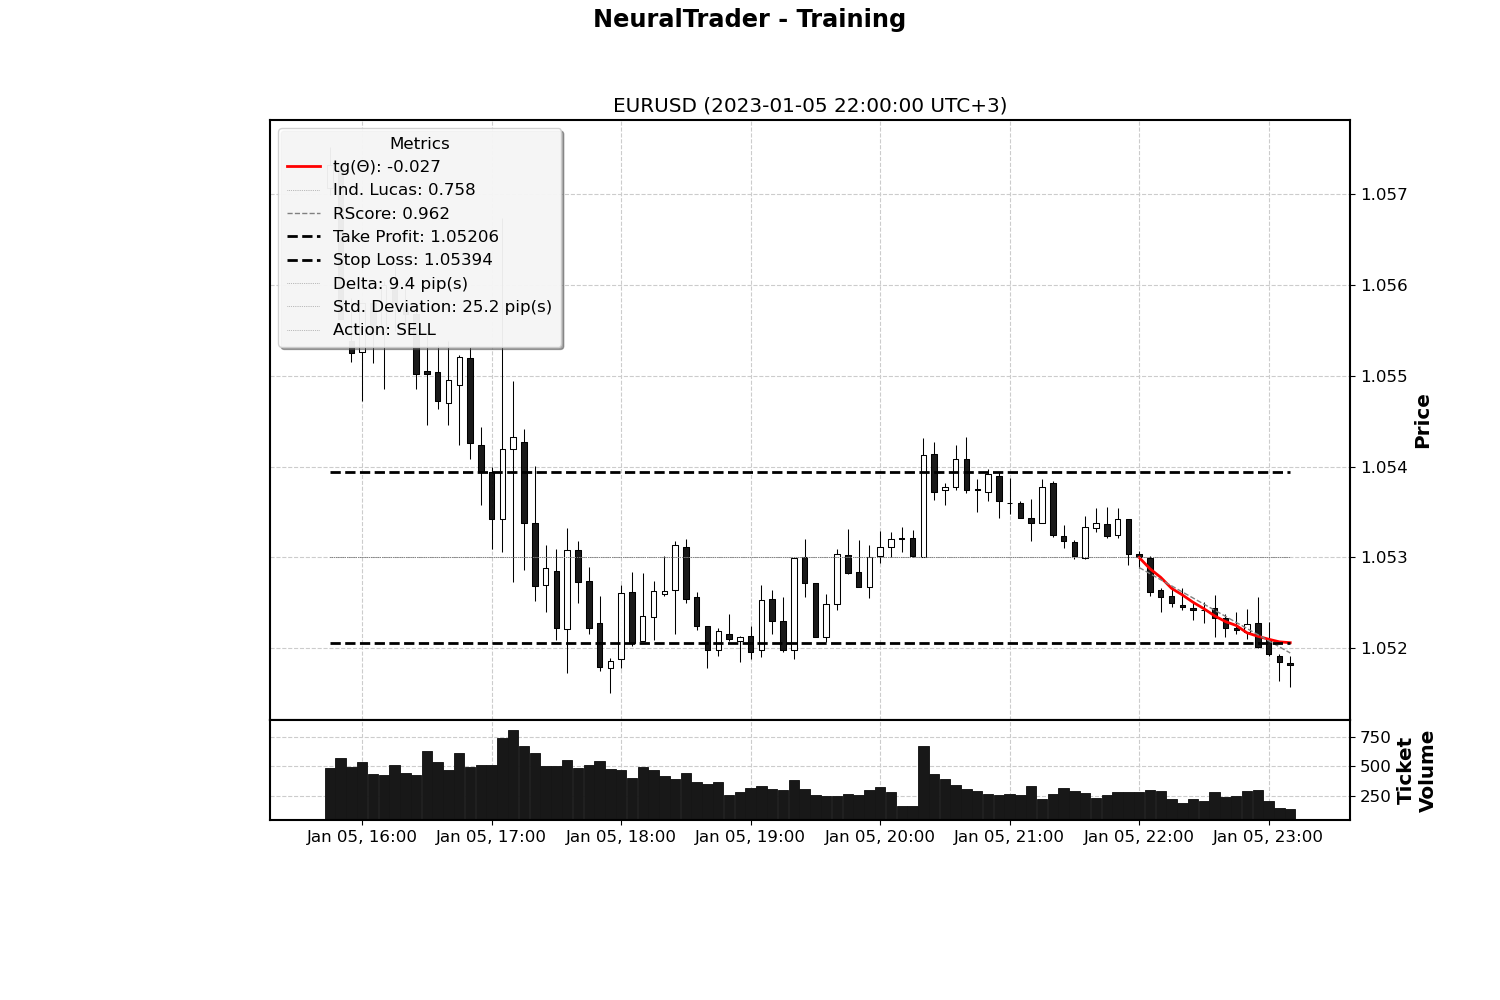 NeuralTrader - Training
EURUSD (2023-01-05 22:00:00 UTC+3)
Metrics
tg(Θ): -0.027
Ind. Lucas: 0.758
RScore: 0.962
Take Profit: 1.05206
Stop Loss: 1.05394
Delta: 9.4 pip(s)
Std. Deviation: 25.2 pip(s)
Action: SELL
1.057
1.056
1.055
1.054
1.053
1.052
Price
750
500
250
Ticket
Volume
Jan 05, 16:00
Jan 05, 17:00
Jan 05, 18:00
Jan 05, 19:00
Jan 05, 20:00
Jan 05, 21:00
Jan 05, 22:00
Jan 05, 23:00